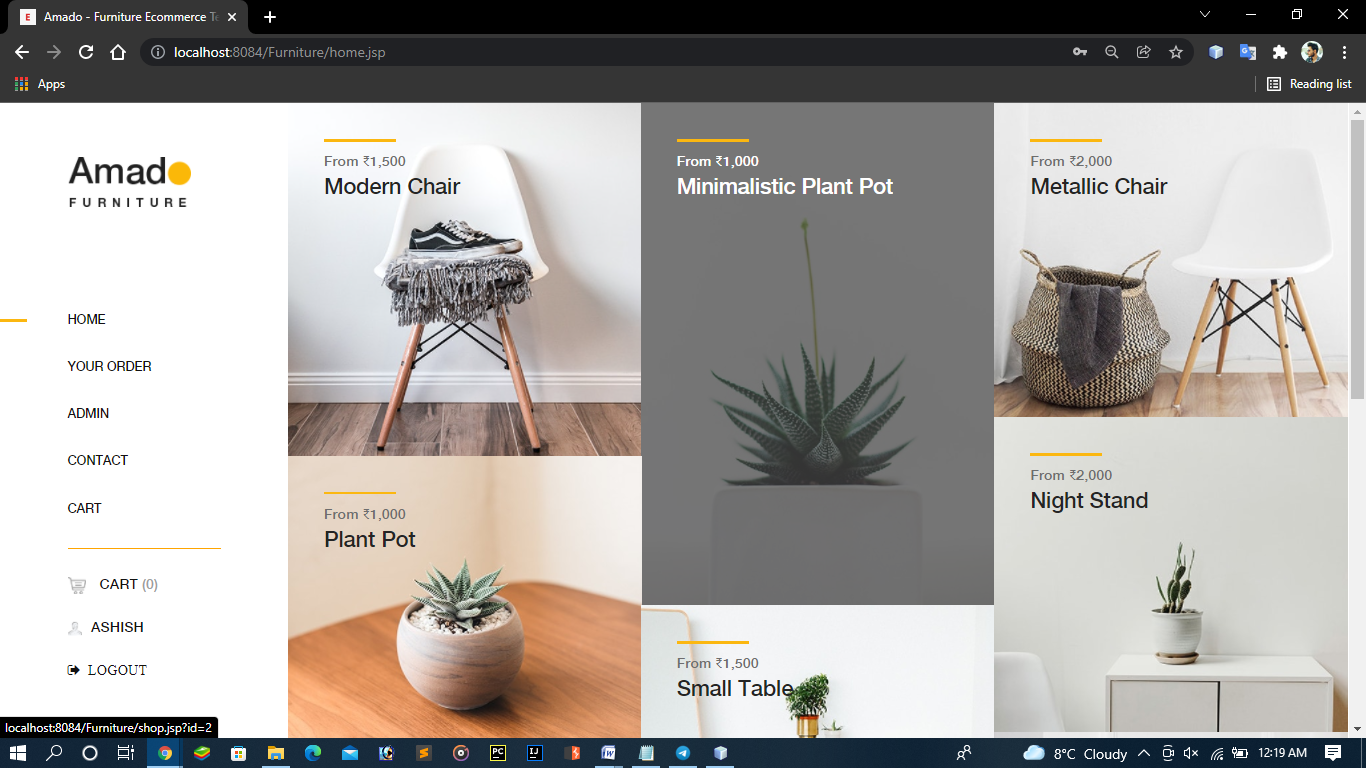 E Amado - Furniture Ecommerce Te
localhost:8084/Furniture/home.jsp
Apps
Reading list
Amado
FURNITURE
HOME
YOUR ORDER
ADMIN
CONTACT
CART
CART (0)
ASHISH
LOGOUT
From ₹1,500
Modern Chair
From ₹1,000
Plant Pot
From ₹1,000
Minimalistic Plant Pot
From ₹1,500
Small Table
From ₹2,000
Metallic Chair
From ₹2,000
Night Stand
localhost:8084/Furniture/shop.jsp?id=2
PC
IJ
W
8°C Cloudy
12:19 AM